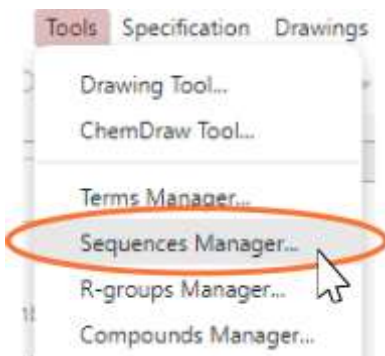 Tools Specification Drawings
Drawing Tool...
ChemDraw Tool...
Terms Manager...
Sequences Manager...
R-groups Manager...
Compounds Manager...